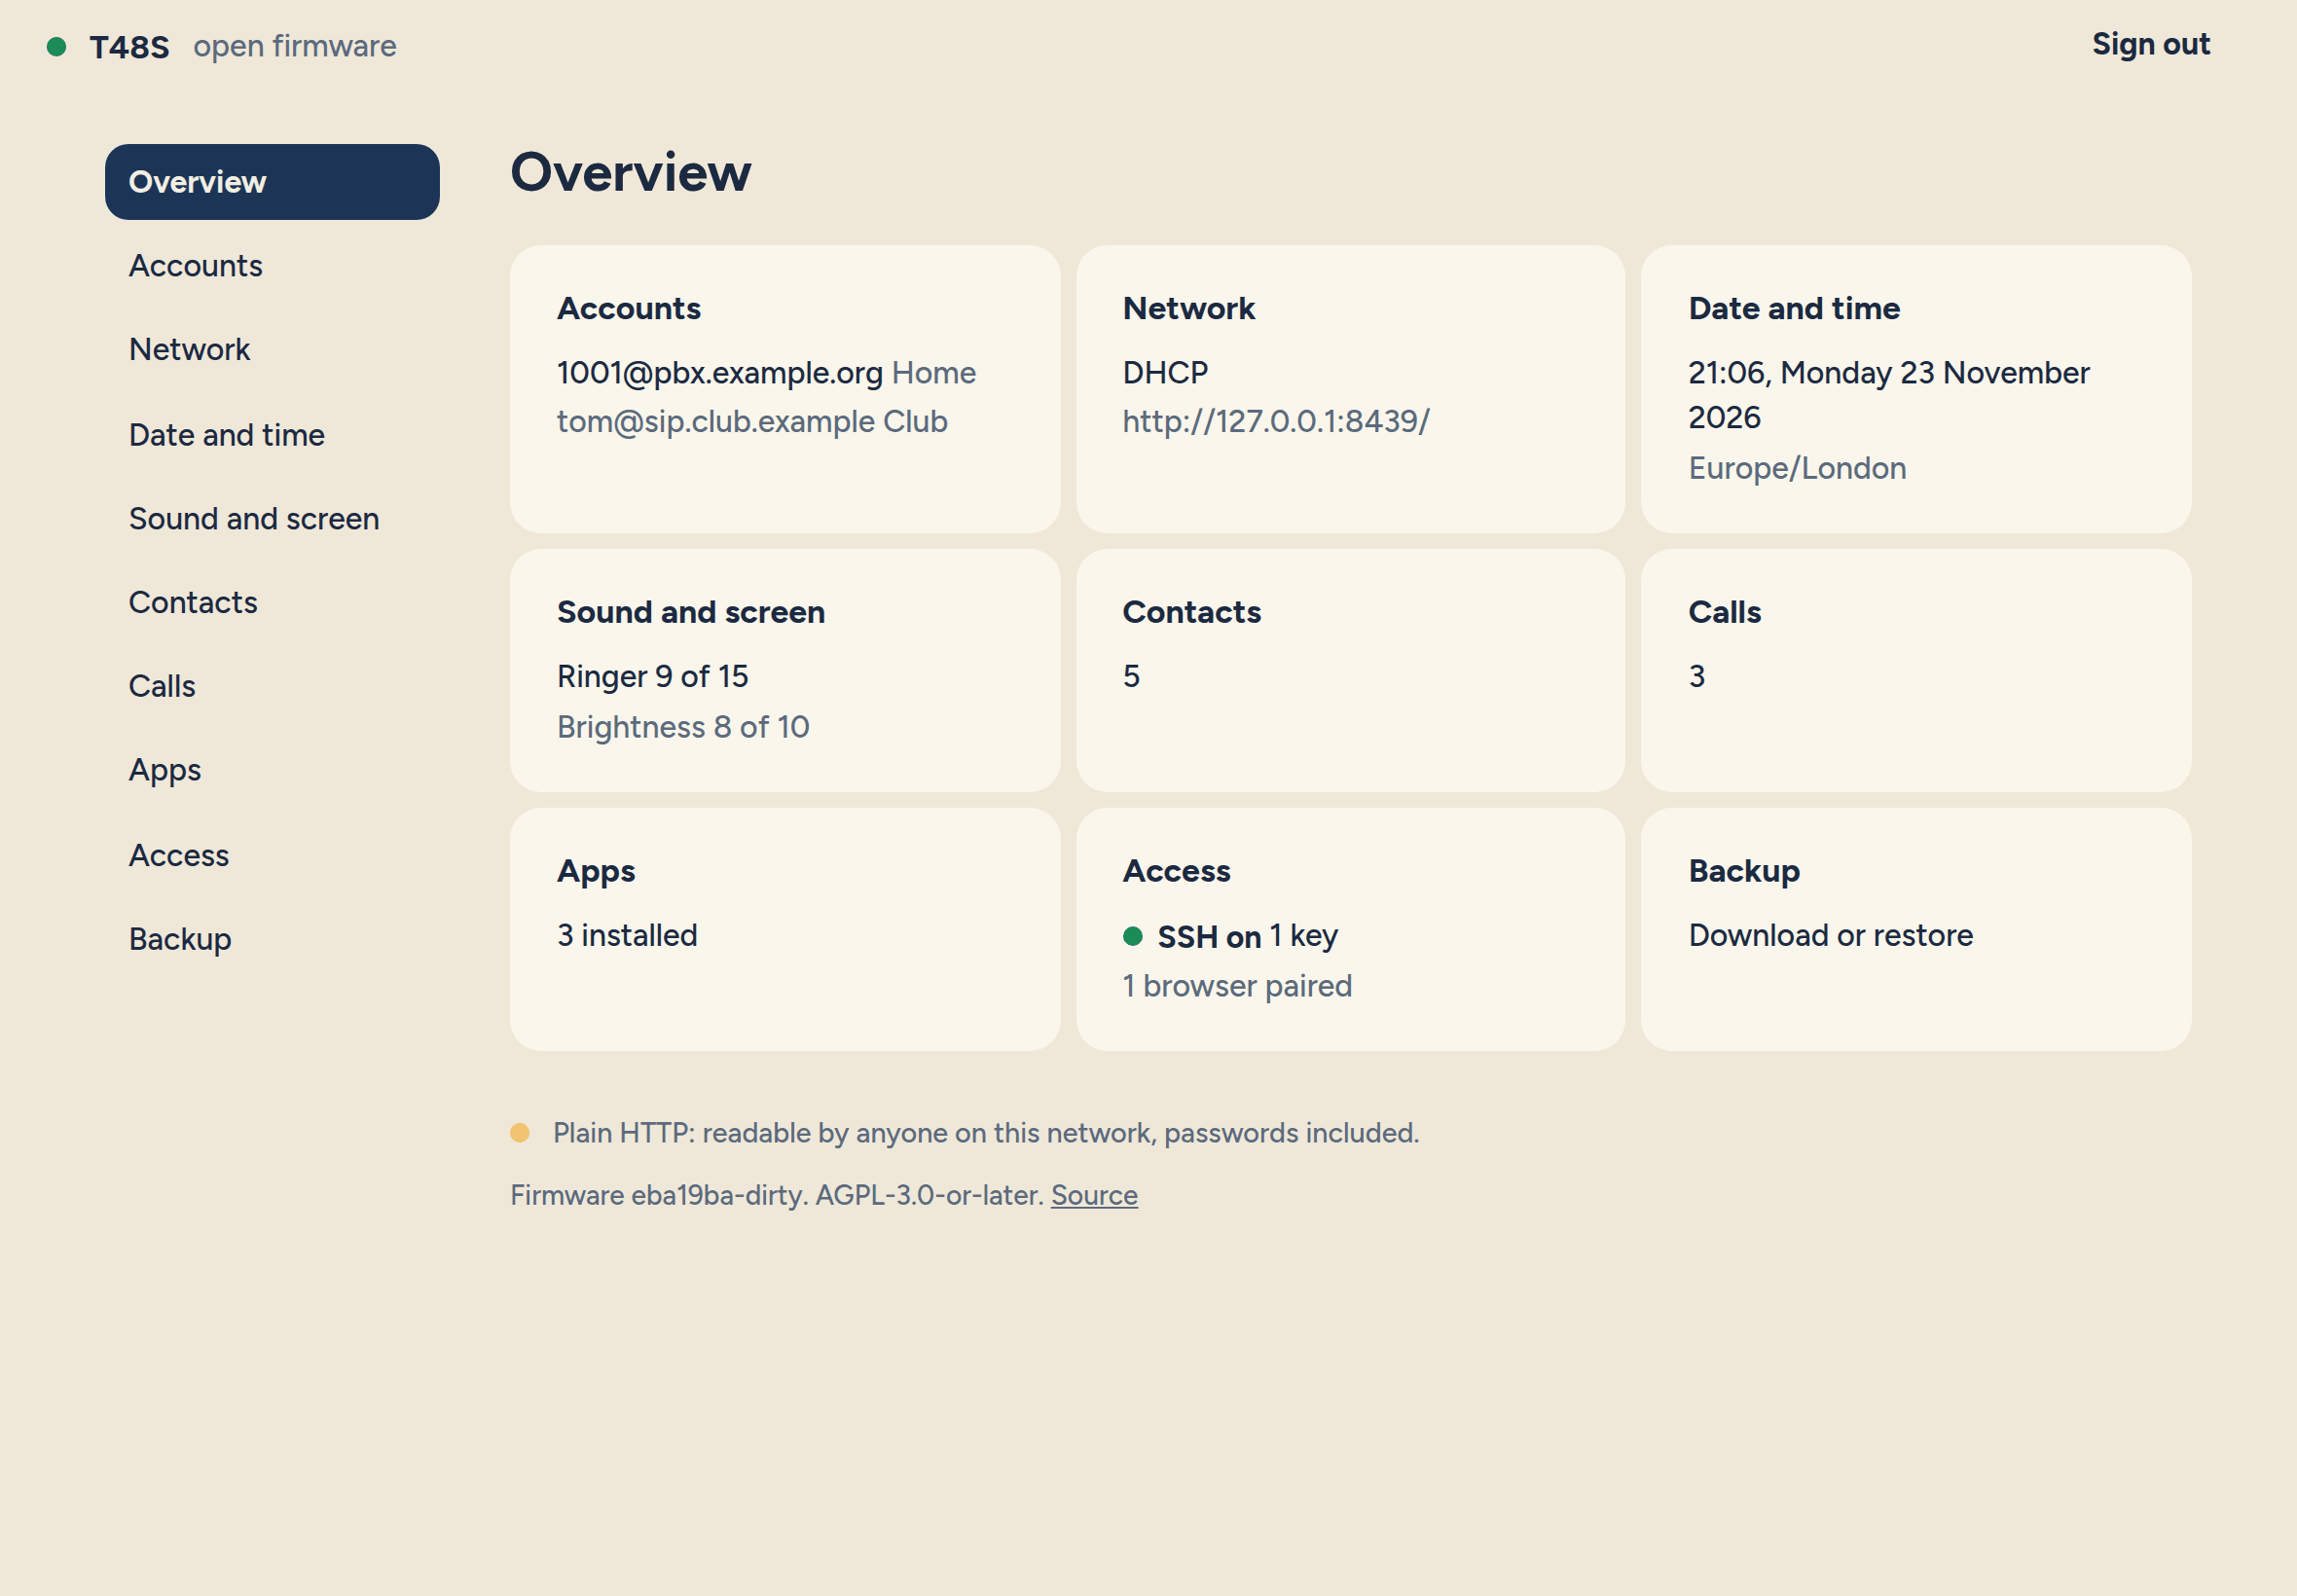 T48S open firmware
Sign out
Overview
Accounts
Network
Date and time
Sound and screen
Contacts
Calls
Apps
Access
Backup
Overview
Accounts
1001@pbx.example.org Home
tom@sip.club.example Club
Network
DHCP
http://127.0.0.1:8439/
Date and time
21:06, Monday 23 November
2026
Europe/London
Sound and screen
Ringer 9 of 15
Brightness 8 of 10
Contacts
5
Calls
3
Apps
3 installed
Access
SSH on 1 key
1 browser paired
Backup
Download or restore
Plain HTTP: readable by anyone on this network, passwords included.
Firmware eba19ba-dirty. AGPL-3.0-or-later. Source